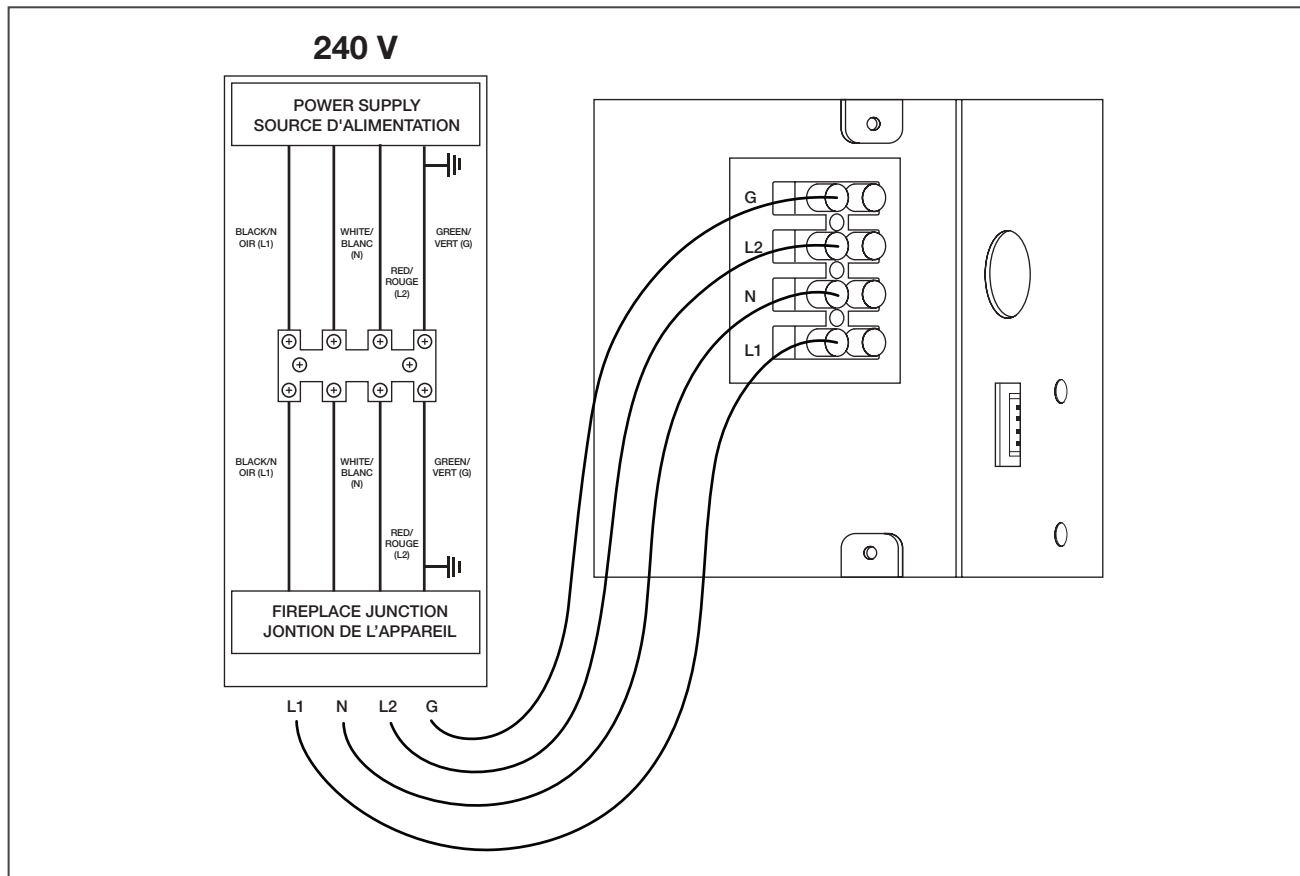 240 V
POWER SUPPLY
SOURCE D'ALIMENTATION
BLACK/N
OIR (L1)
WHITE/
BLANC
(N)
RED/
ROUGE
(L2)
GREEN/
VERT (G)
BLACK/N
OIR (L1)
WHITE/
BLANC
(N)
RED/
ROUGE
(L2)
GREEN/
VERT (G)
FIREPLACE JUNCTION
JONTION DE L’APPAREIL
L1 N L2 G
G
L2
N
L1